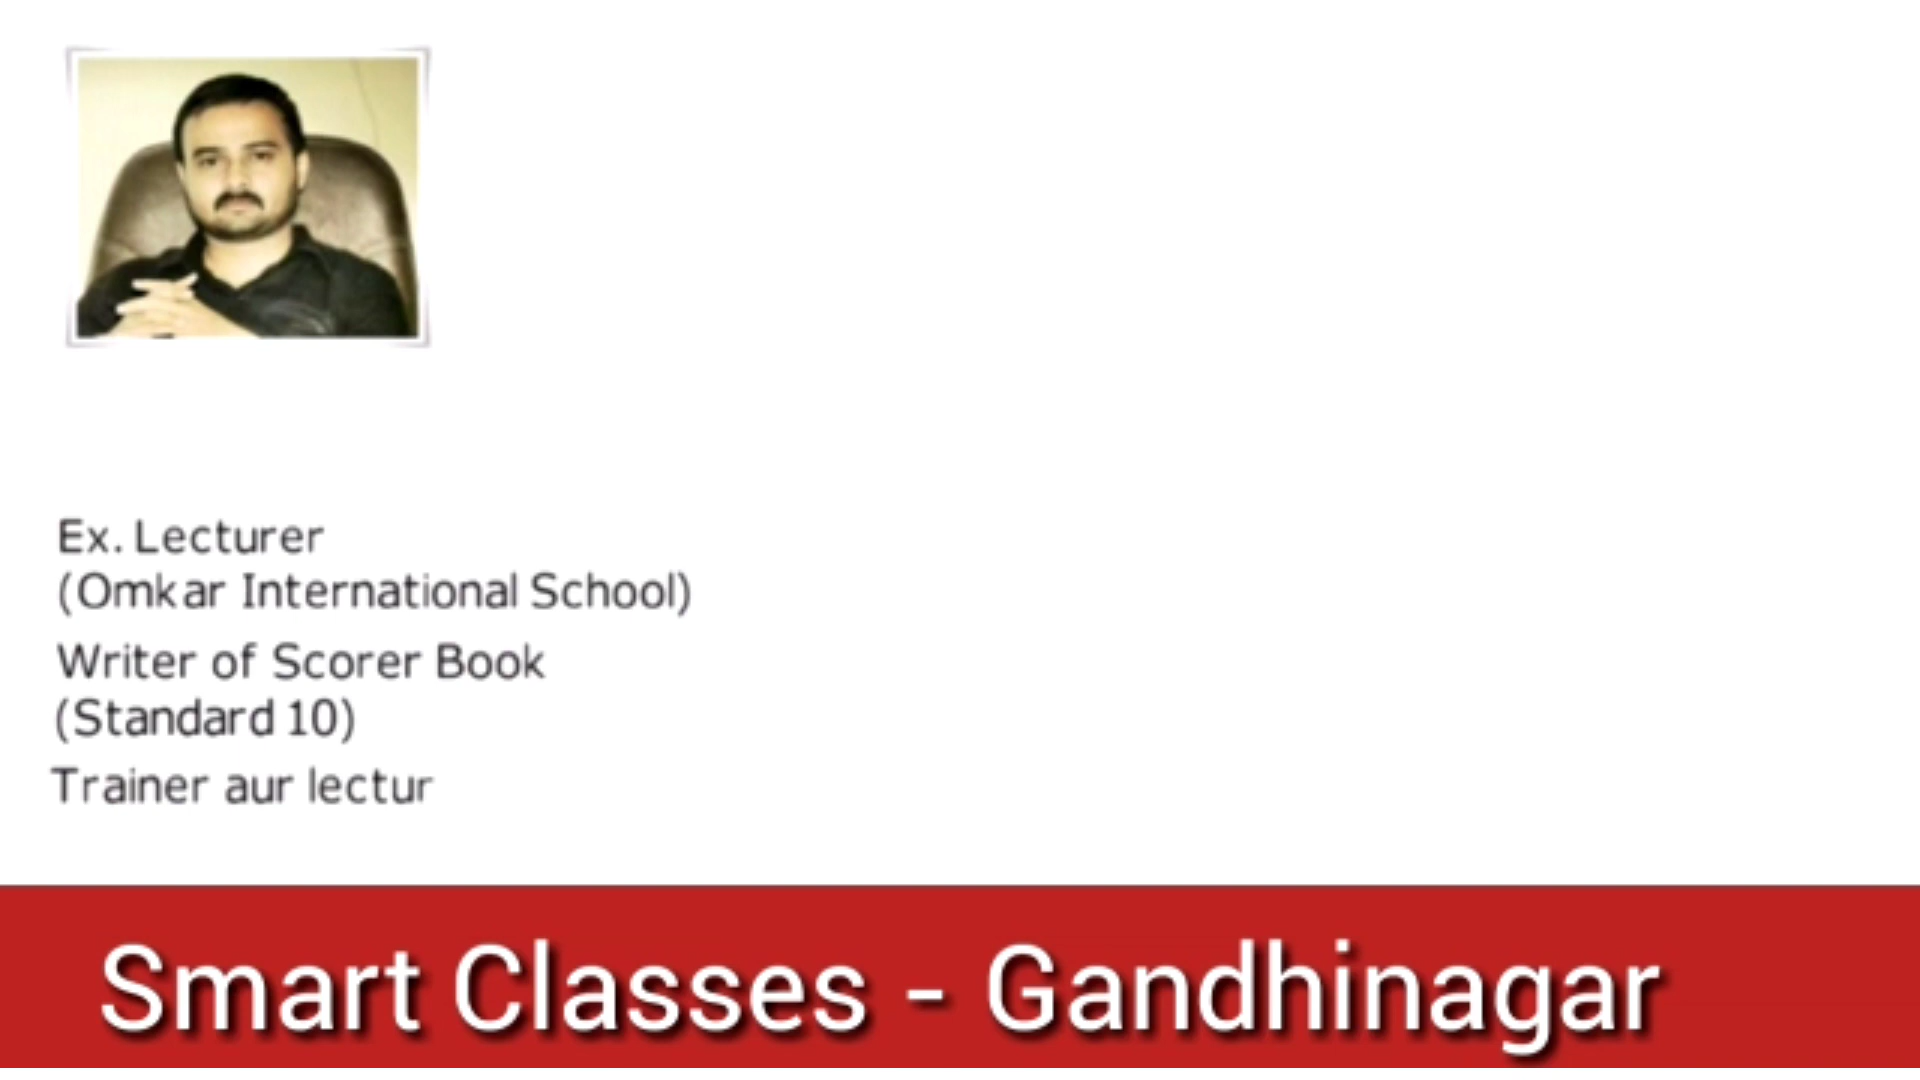 Ex. Lecturer
(Omkar International School)
Writer of Scorer Book
(Standard 10)
Trainer aur lectur
Smart Classes - Gandhinagar